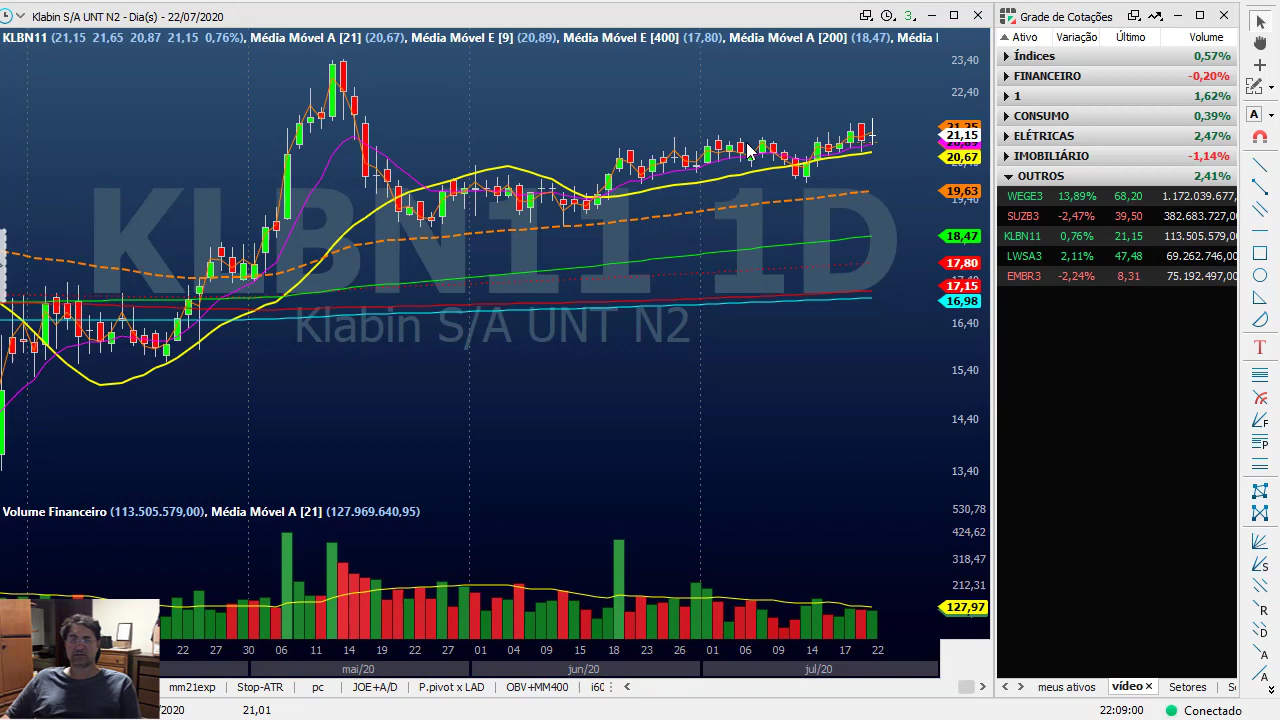 Klabin S/A UNT N2 - Dia(s) - 22/07/2020
3.
Grade de Cotações
KLBN11 (21,15 21,65 20,87 21,15 0,76%), Média Móvel A [21] (20,67), Média Móvel E [9] (20,89), Média Móvel E [400] (17,80), Média Móvel A [200] (18,47), Média
Ativo Variação Último Volume
Índices 0,57%
FINANCEIRO -0,20%
1 1,62%
CONSUMO 0,39%
ELÉTRICAS 2,47%
IMOBILIÁRIO -1,14%
OUTROS 2,41%
WEGE3 13,89% 68,20 1.172.039.677,
SUZB3 -2,47% 39,50 382.683.727,00
KLBN11 0,76% 21,15 113.505.579,00
LWSA3 2,11% 47,48 69.262.746,00
EMBR3 -2,24% 8,31 75.192.497,00
23,40
22,40
21,15
20,67
19,63
19,40
18,47
17,80
17,15
16,98
16,40
15,40
14,40
13,40
KLBN11 1D
Klabin S/A UNT N2
Volume Financeiro (113.505.579,00), Média Móvel A [21] (127.969.640,95)
530,78
424,62
318,47
212,31
127,97
22 27 30 06 11 14 19 22 27 01 04 09 15 18 23 26 01 06 09 14 17 22
mai/20 jun/20 jul/20
mm21exp Stop-ATR pc JOE+A/D P.pivot x LAD OBV+MM400
meus ativos vídeo Setores
/2020 21,01 22:09:00 Conectado